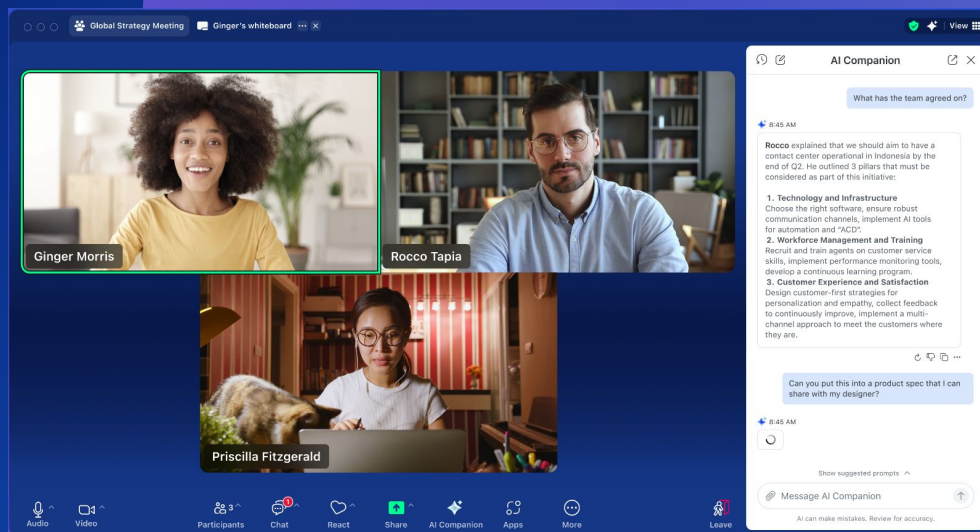 Global Strategy Meeting
Ginger's whiteboard
View
AI Companion
What has the team agreed on?
8:45 AM
Rocco explained that we should aim to have a
contact center operational in Indonesia by the
end of Q2. He outlined 3 pillars that must be
considered as part of this initiative:
1. Technology and Infrastructure
Choose the right software, ensure robust
communication channels, implement AI tools
for automation and “ACD”.
2. Workforce Management and Training
Recruit and train agents on customer service
skills, implement performance monitoring tools,
develop a continuous learning program.
3. Customer Experience and Satisfaction
Design customer-first strategies for
personalization and empathy, collect feedback
to continuously improve, implement a multi-
channel approach to meet the customers where
they are.
Can you put this into a product spec that I can
share with my designer?
8:45 AM
Show suggested prompts
Message AI Companion
AI can make mistakes. Review for accuracy.
Ginger Morris
Rocco Tapia
Priscilla Fitzgerald
Audio
Video
3
Participants
1
Chat
React
Share
AI Companion
Apps
More
Leave